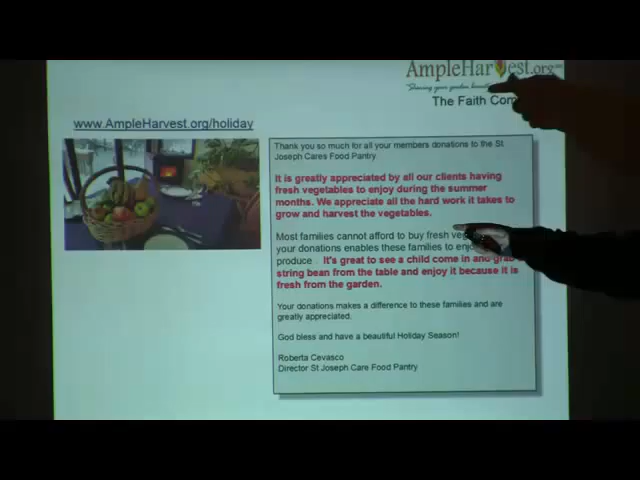 AmpleHarvest.org
The Faith Com
www.AmpleHarvest.org/holiday
Thank you so much for all your members donations to the St
Joseph Cares Food Pantry
It is greatly appreciated by all our clients having
fresh vegetables to enjoy during the summer
months. We appreciate all the hard work it takes to
grow and harvest the vegetables.
Most families cannot afford to buy fresh
your donations enables these families to enjoy
produce . It's great to see a child come in and grab
string bean from the table and enjoy it because it is
fresh from the garden.
Your donations makes a difference to these families and are
greatly appreciated.
God bless and have a beautiful Holiday Season!
Roberta Cevasco
Director St Joseph Care Food Pantry